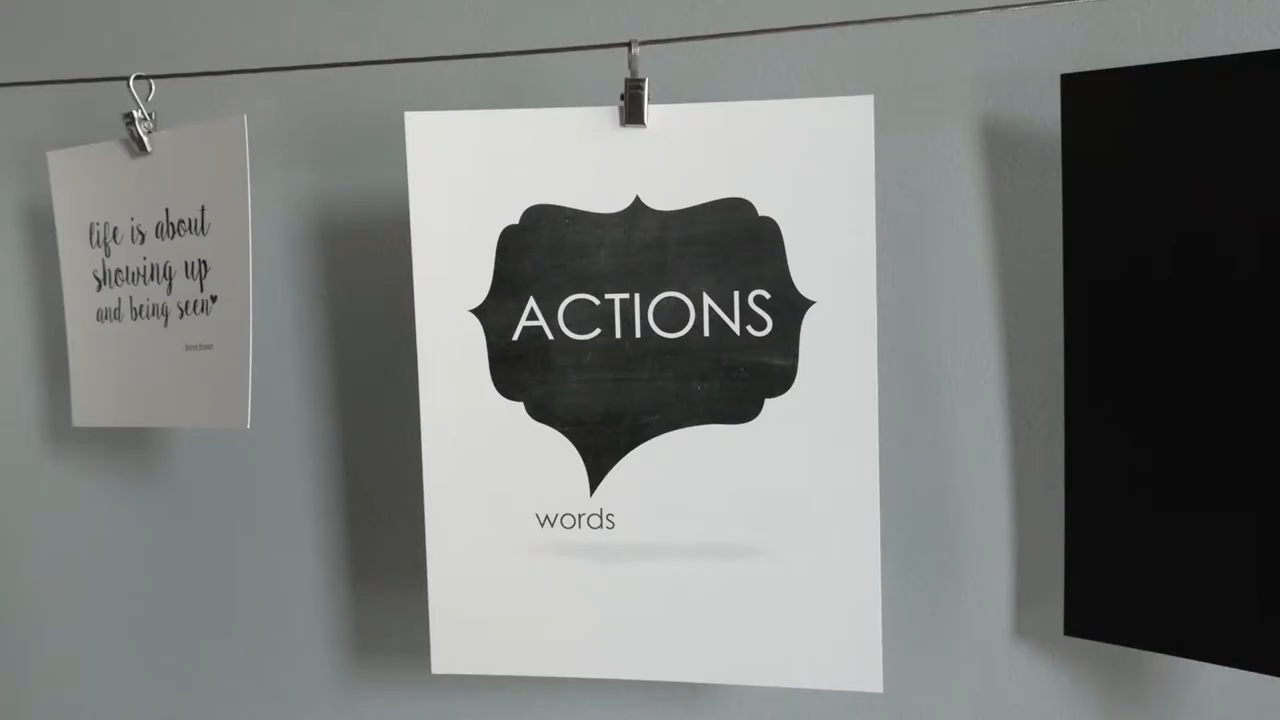 life is about
showing up
and being seen
ACTIONS
words